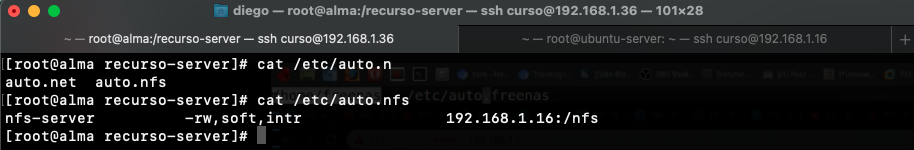 diego — root@alma:/recurso-server — ssh curso@192.168.1.36 — 101×28
~ — root@alma:/recurso-server — ssh curso@192.168.1.36
~ — root@ubuntu-server: ~ — ssh curso@192.168.1.16
+
[root@alma recurso-server]# cat /etc/auto.n
auto.net  auto.nfs
[root@alma recurso-server]# cat /etc/auto.nfs
/etc/auto.freenas
nfs-server          -rw,soft,intr                  192.168.1.16:/nfs
[root@alma recurso-server]#